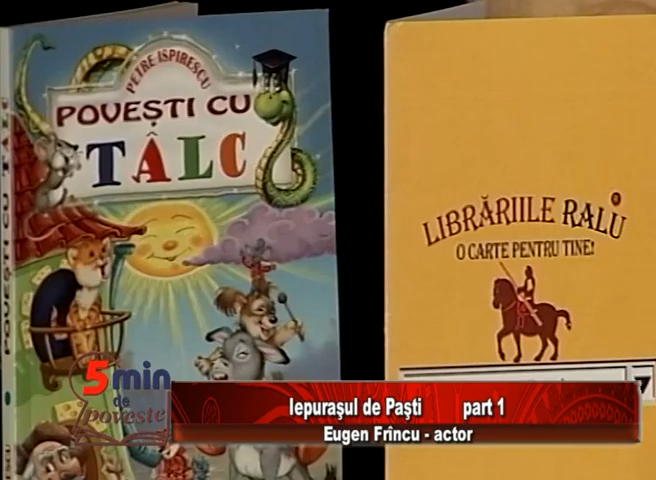 PETRE ISPIRESCU
POVEȘTI CU
TÂLC
POVEȘTI CU TÂLC
LIBRĂRIILE RALU
O CARTE PENTRU TINE!
5 min
de
poveste
Iepurașul de Paști part 1
Eugen Frîncu - actor